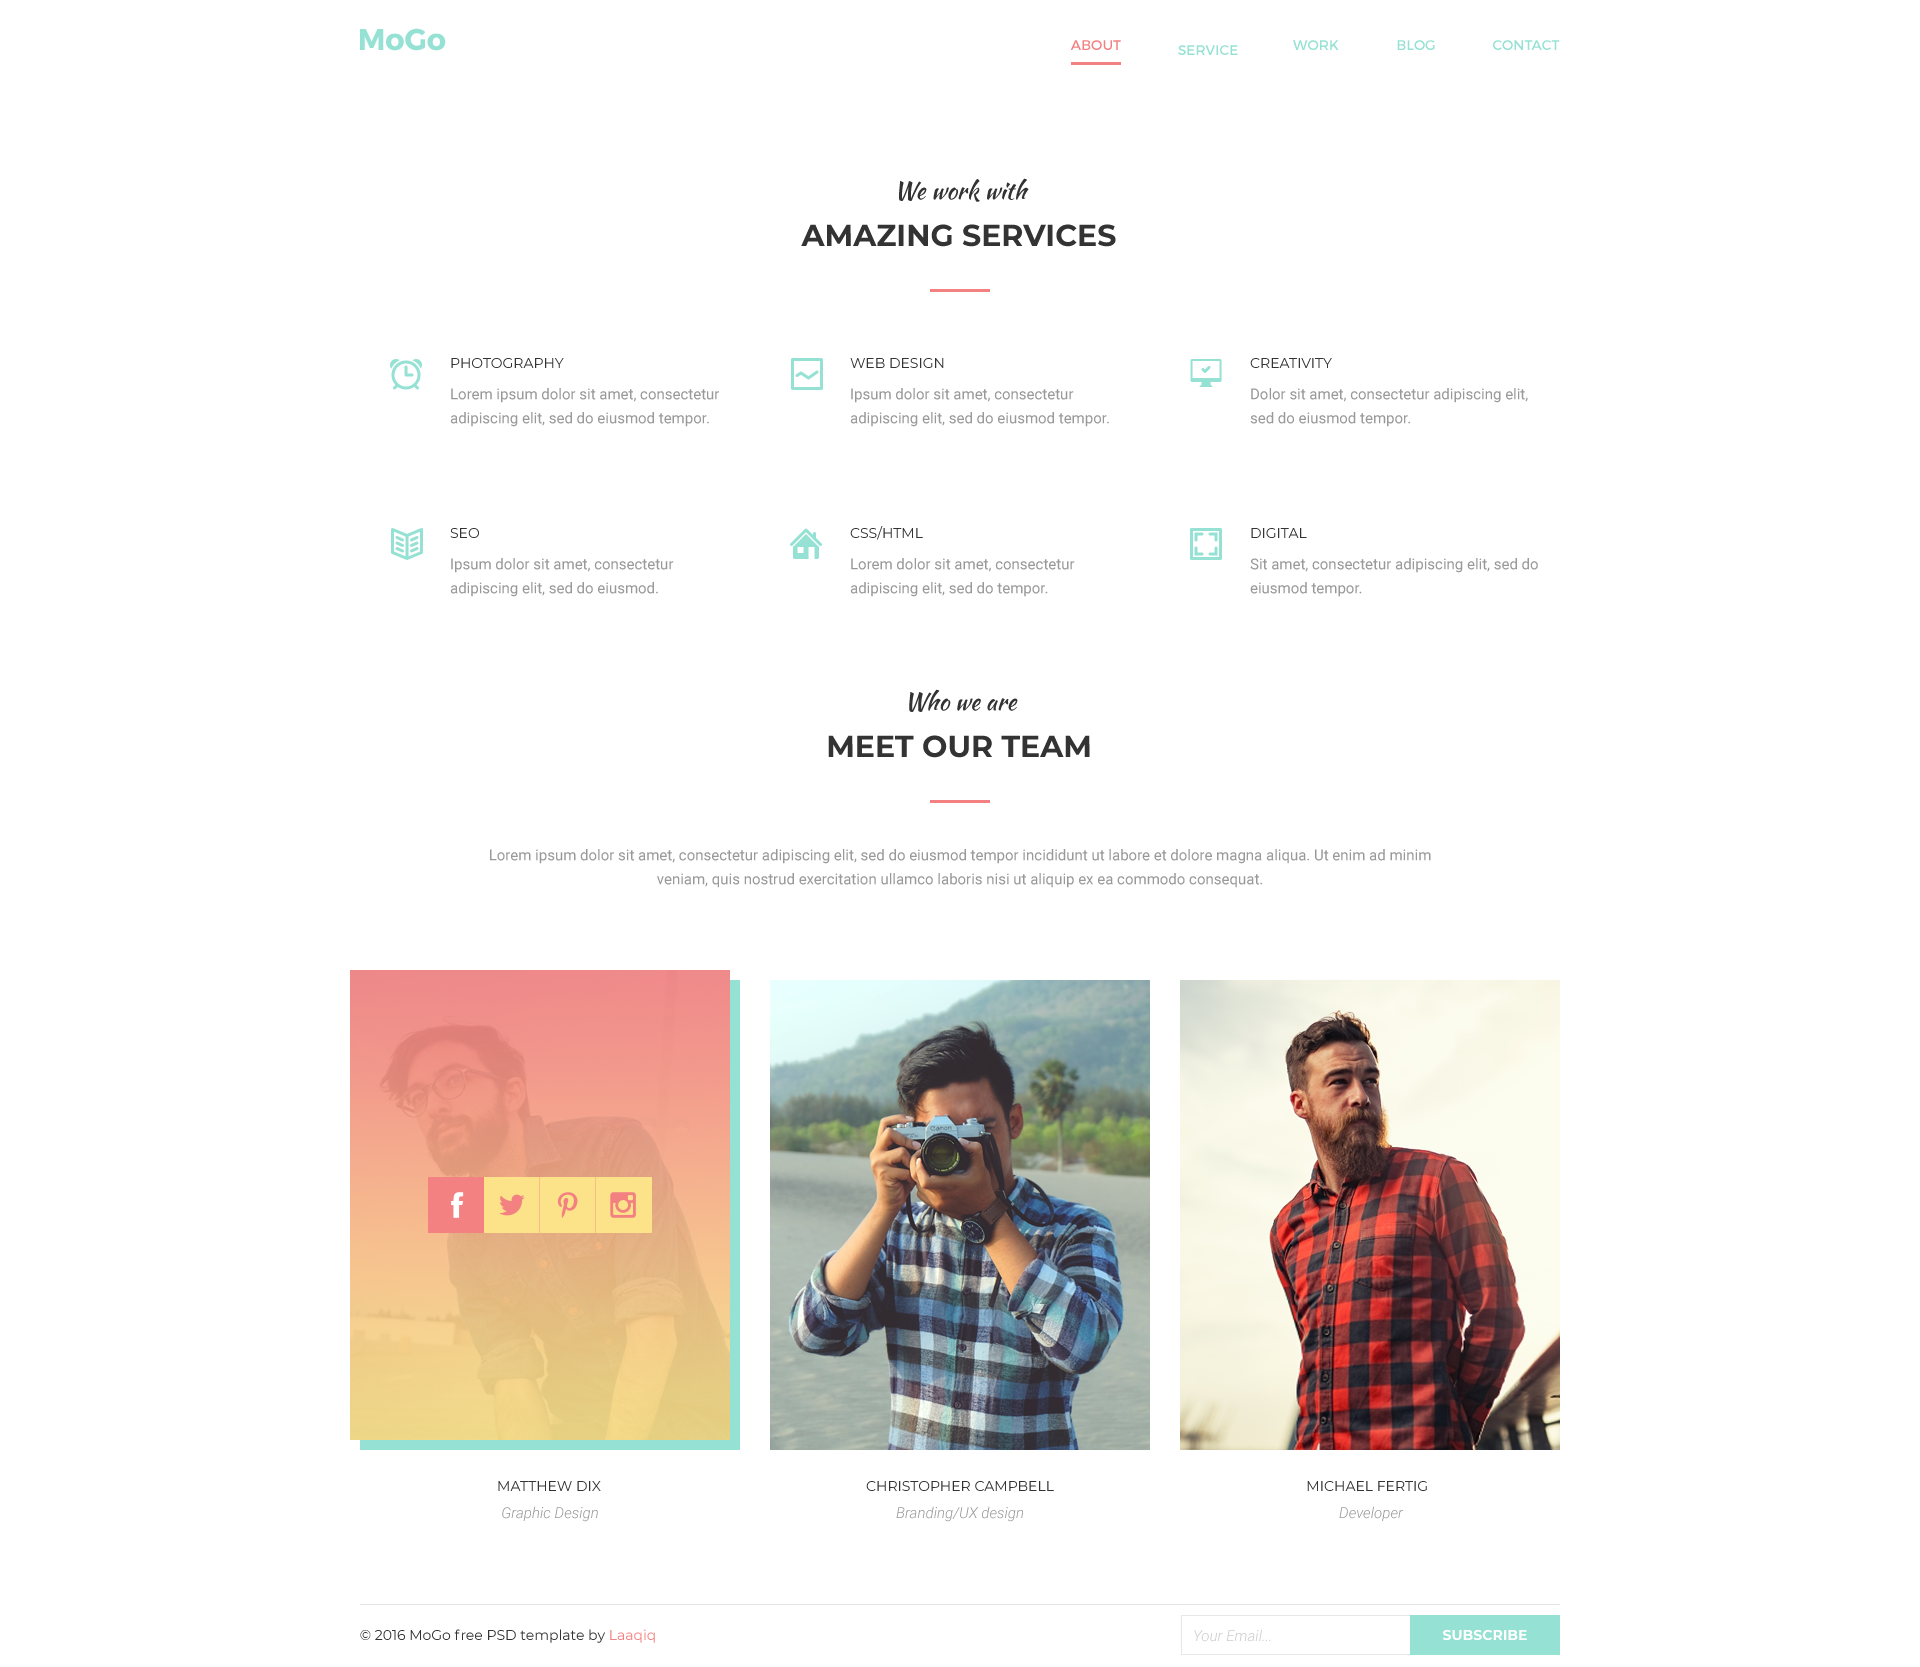 MoGo
ABOUT
SERVICE
WORK
BLOG
CONTACT
We work with
AMAZING SERVICES
PHOTOGRAPHY
Lorem ipsum dolor sit amet, consectetur
adipiscing elit, sed do eiusmod tempor.
WEB DESIGN
Ipsum dolor sit amet, consectetur
adipiscing elit, sed do eiusmod tempor.
CREATIVITY
Dolor sit amet, consectetur adipiscing elit,
sed do eiusmod tempor.
SEO
Ipsum dolor sit amet, consectetur
adipiscing elit, sed do eiusmod.
CSS/HTML
Lorem dolor sit amet, consectetur
adipiscing elit, sed do tempor.
DIGITAL
Sit amet, consectetur adipiscing elit, sed do
eiusmod tempor.
Who we are
MEET OUR TEAM
Lorem ipsum dolor sit amet, consectetur adipiscing elit, sed do eiusmod tempor incididunt ut labore et dolore magna aliqua. Ut enim ad minim
veniam, quis nostrud exercitation ullamco laboris nisi ut aliquip ex ea commodo consequat.
Canon
MATTHEW DIX
Graphic Design
CHRISTOPHER CAMPBELL
Branding/UX design
MICHAEL FERTIG
Developer
© 2016 MoGo free PSD template by Laaqiq
Your Email...
SUBSCRIBE